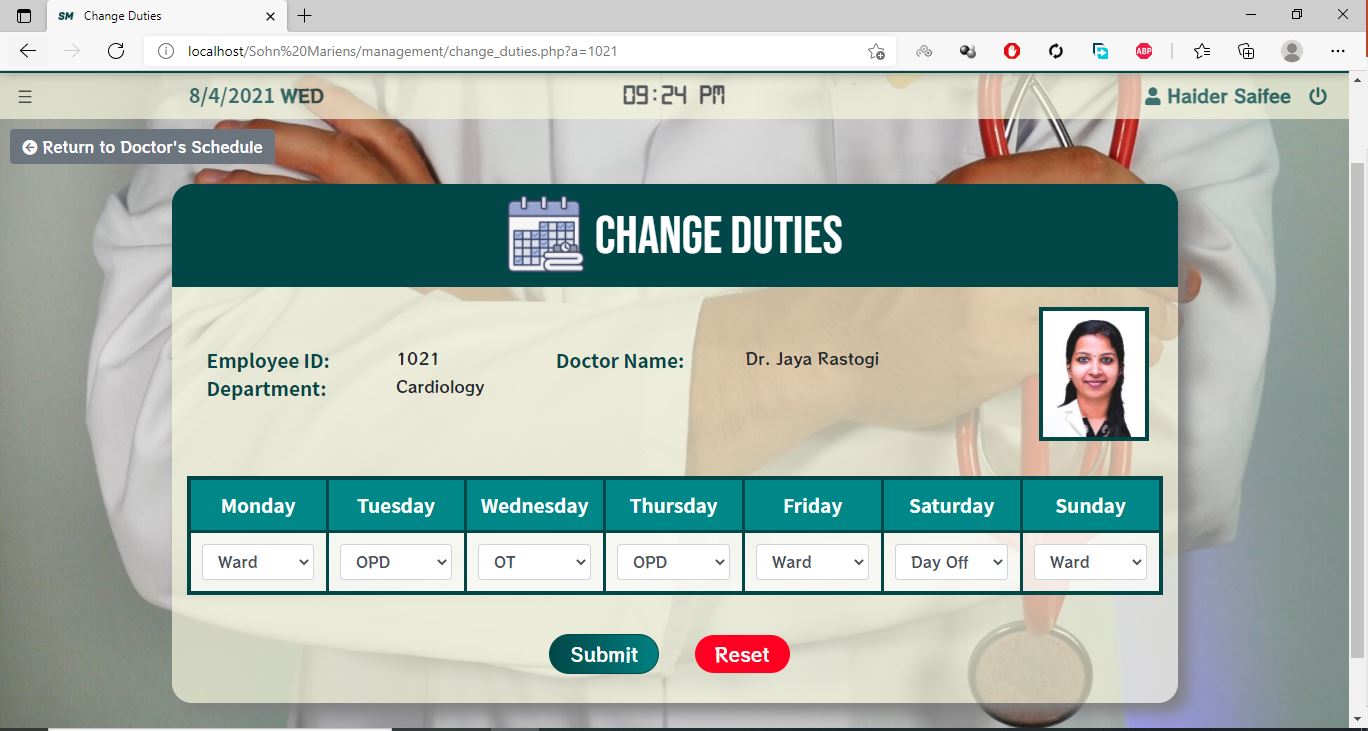 SM Change Duties
localhost/Sohn%20Mariens/management/change_duties.php?a=1021
ABP
8/4/2021 WED
09:24 PM
Haider Saifee
Return to Doctor's Schedule
CHANGE DUTIES
Employee ID: 1021 Doctor Name: Dr. Jaya Rastogi
Department: Cardiology
Monday Tuesday Wednesday Thursday Friday Saturday Sunday
Ward OPD OT OPD Ward Day Off Ward
Submit Reset